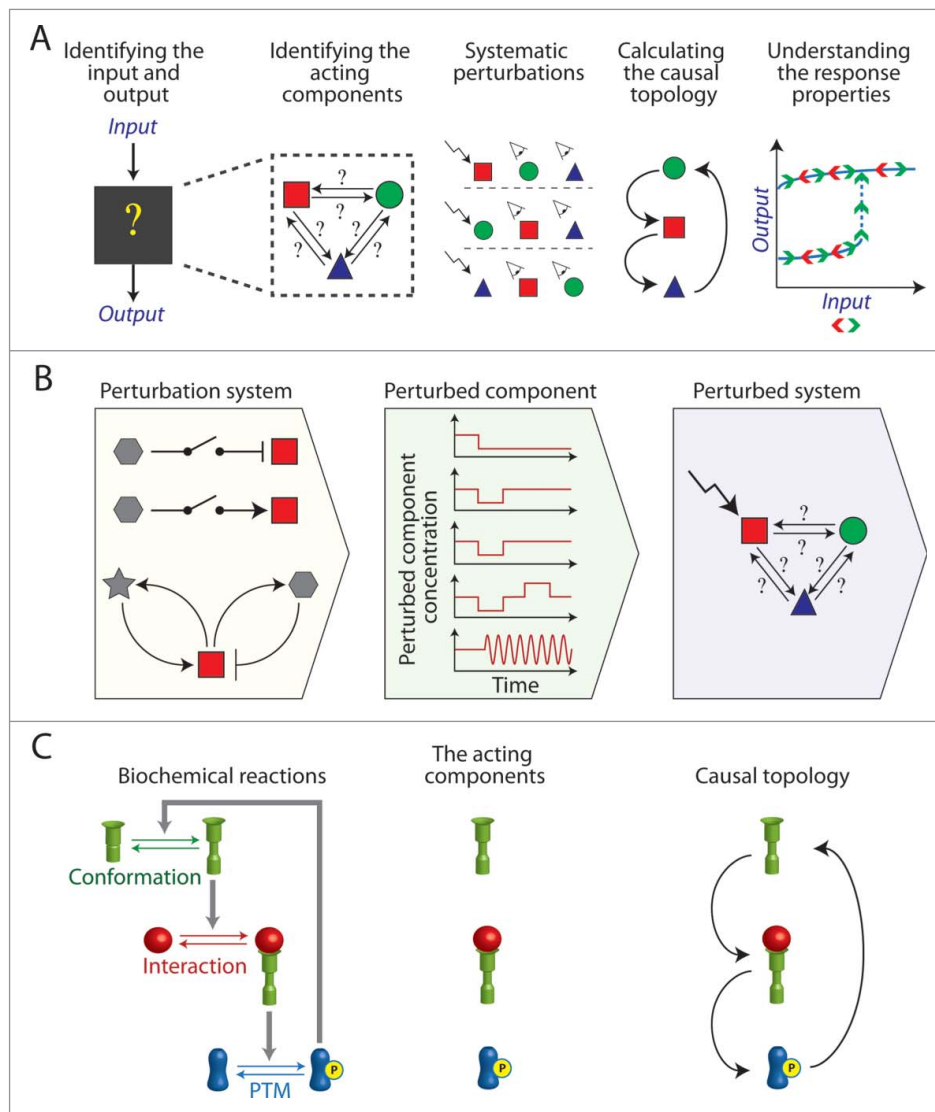 A
Identifying the
input and
output
Identifying the
acting
components
Systematic
perturbations
Calculating
the causal
topology
Understanding
the response
properties
Input
?
Output
?
?
?
?
?
?
Output
Input
B
Perturbation system
Perturbed component
Perturbed system
Perturbed component
concentration
Time
?
?
?
?
?
?
C
Biochemical reactions
The acting
components
Causal topology
Conformation
Interaction
P
PTM
P
P